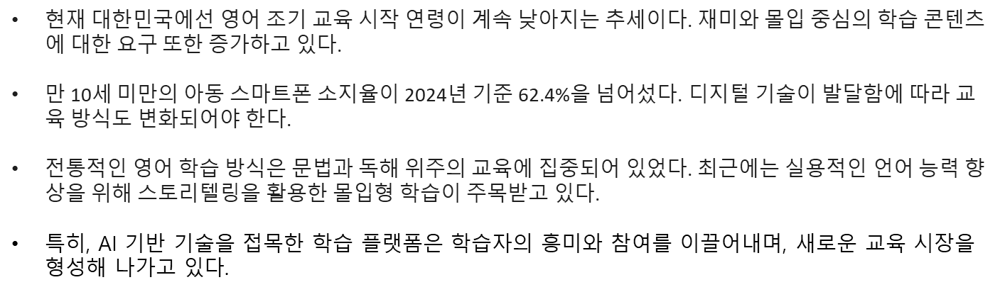 • 현재 대한민국에선 영어 조기 교육 시작 연령이 계속 낮아지는 추세이다. 재미와 몰입 중심의 학습 콘텐츠
에 대한 요구 또한 증가하고 있다.
• 만 10세 미만의 아동 스마트폰 소지율이 2024년 기준 62.4%을 넘어섰다. 디지털 기술이 발달함에 따라 교
육 방식도 변화되어야 한다.
• 전통적인 영어 학습 방식은 문법과 독해 위주의 교육에 집중되어 있었다. 최근에는 실용적인 언어 능력 향
상을 위해 스토리텔링을 활용한 몰입형 학습이 주목받고 있다.
• 특히, AI 기반 기술을 접목한 학습 플랫폼은 학습자의 흥미와 참여를 이끌어내며, 새로운 교육 시장을
형성해 나가고 있다.